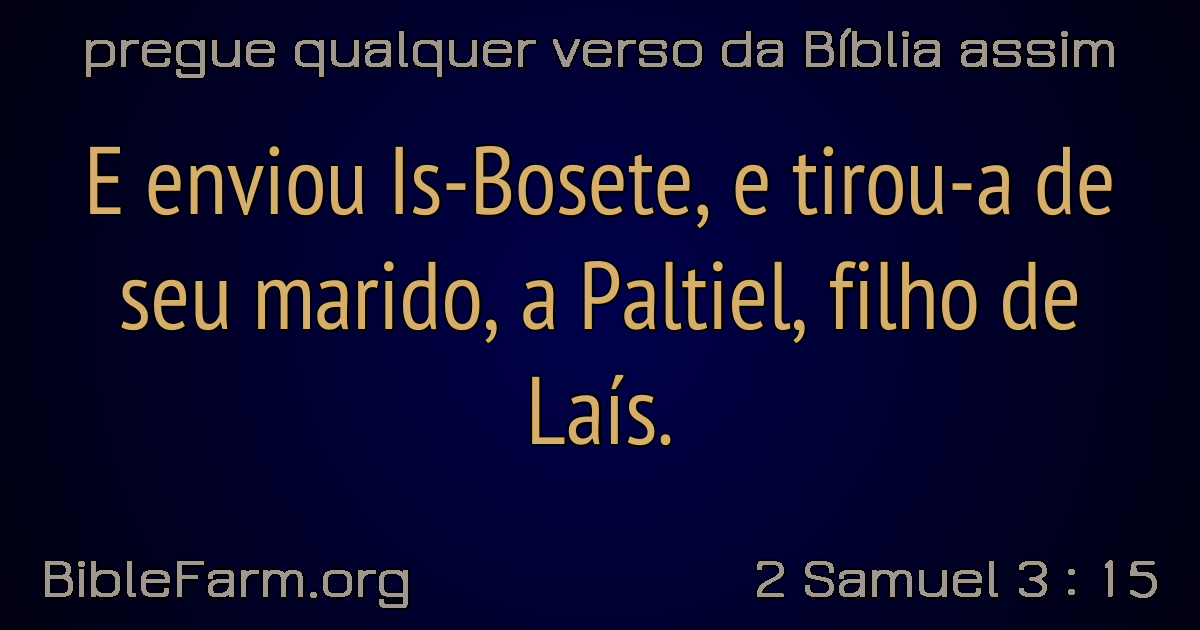 pregue qualquer verso da Bíblia assim
E enviou Is-Bosete, e tirou-a de
seu marido, a Paltiel, filho de
Laís.
BibleFarm.org
2 Samuel 3 : 15